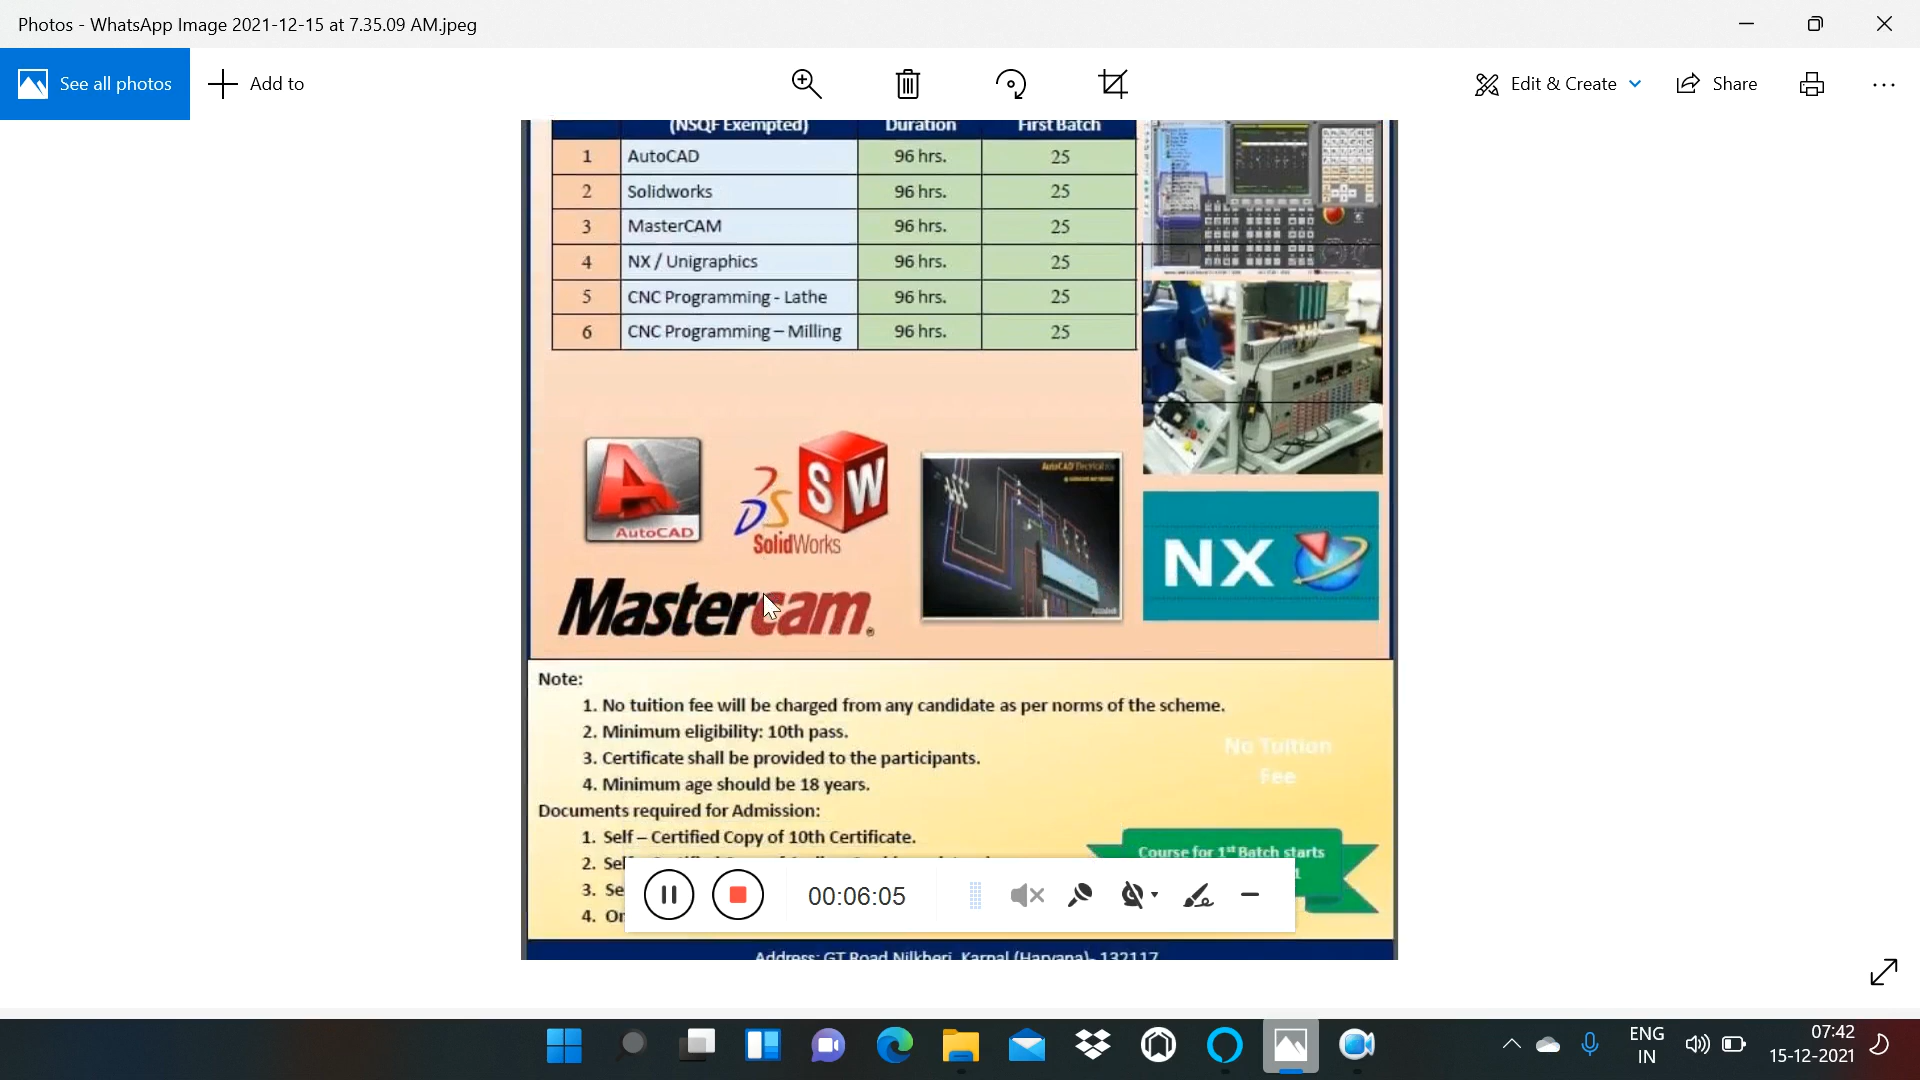 Photos - WhatsApp Image 2021-12-15 at 7.35.09 AM.jpeg
See all photos
Add to
Edit & Create
Share
(NSQF Exempted) Duration First Batch
1 AutoCAD 96 hrs. 25
2 Solidworks 96 hrs. 25
3 MasterCAM 96 hrs. 25
4 NX / Unigraphics 96 hrs. 25
5 CNC Programming - Lathe 96 hrs. 25
6 CNC Programming – Milling 96 hrs. 25
AutoCAD
SW
SolidWorks
AutoCAD Electrical
Autodesk
NX
Mastercam®
Note:
1. No tuition fee will be charged from any candidate as per norms of the scheme.
2. Minimum eligibility: 10th pass.
3. Certificate shall be provided to the participants.
4. Minimum age should be 18 years.
No Tuition
Fee
Documents required for Admission:
1. Self – Certified Copy of 10th Certificate.
2.
3.
4.
Course for 1st Batch starts
00:06:05
Address: GT Road Nilkheri, Karnal (Haryana)- 132117
ENG
IN
07:42
15-12-2021